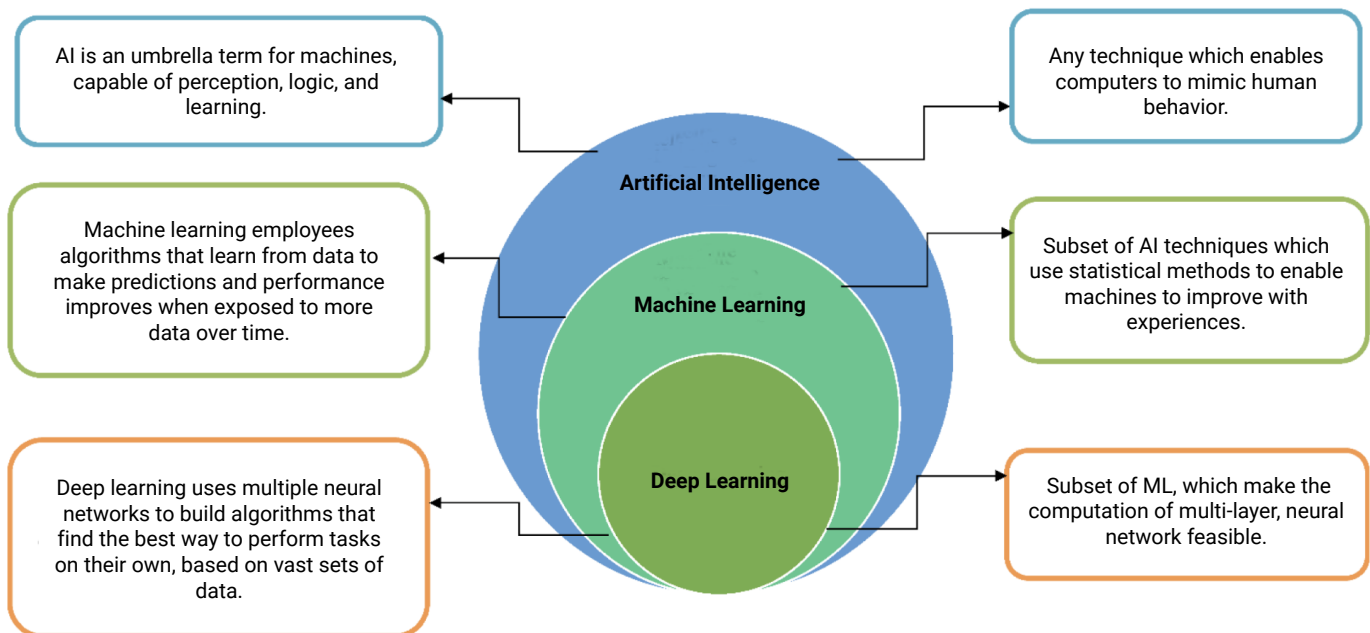 AI is an umbrella term for machines,
capable of perception, logic, and
learning.
Any technique which enables
computers to mimic human
behavior.
Artificial Intelligence
Machine learning employees
algorithms that learn from data to
make predictions and performance
improves when exposed to more
data over time.
Subset of AI techniques which
use statistical methods to enable
machines to improve with
experiences.
Machine Learning
Deep learning uses multiple neural
networks to build algorithms that
find the best way to perform tasks
on their own, based on vast sets of
data.
Deep Learning
Subset of ML, which make the
computation of multi-layer, neural
network feasible.